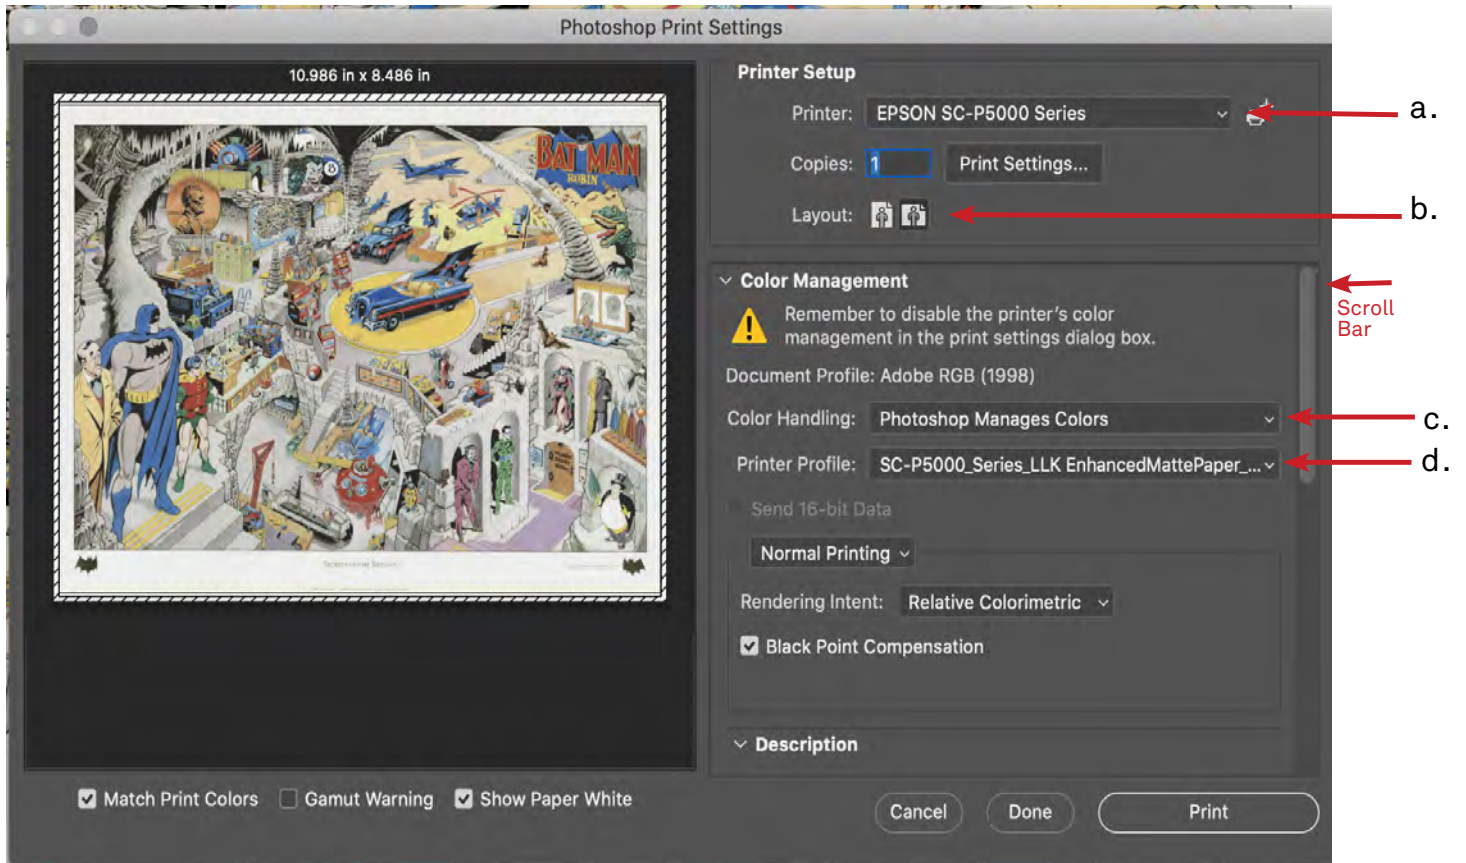 Photoshop Print Settings
10.986 in x 8.486 in
BATMAN
ROBIN
8
Printer Setup
Printer: EPSON SC-P5000 Series
a.
Copies: 1 Print Settings...
Layout:
b.
Color Management
Remember to disable the printer's color
management in the print settings dialog box.
Scroll
Bar
Document Profile: Adobe RGB (1998)
Color Handling: Photoshop Manages Colors
c.
Printer Profile: SC-P5000_Series_LLK EnhancedMattePaper_...
d.
Send 16-bit Data
Normal Printing
Rendering Intent: Relative Colorimetric
Black Point Compensation
Description
Match Print Colors Gamut Warning Show Paper White
Cancel Done Print